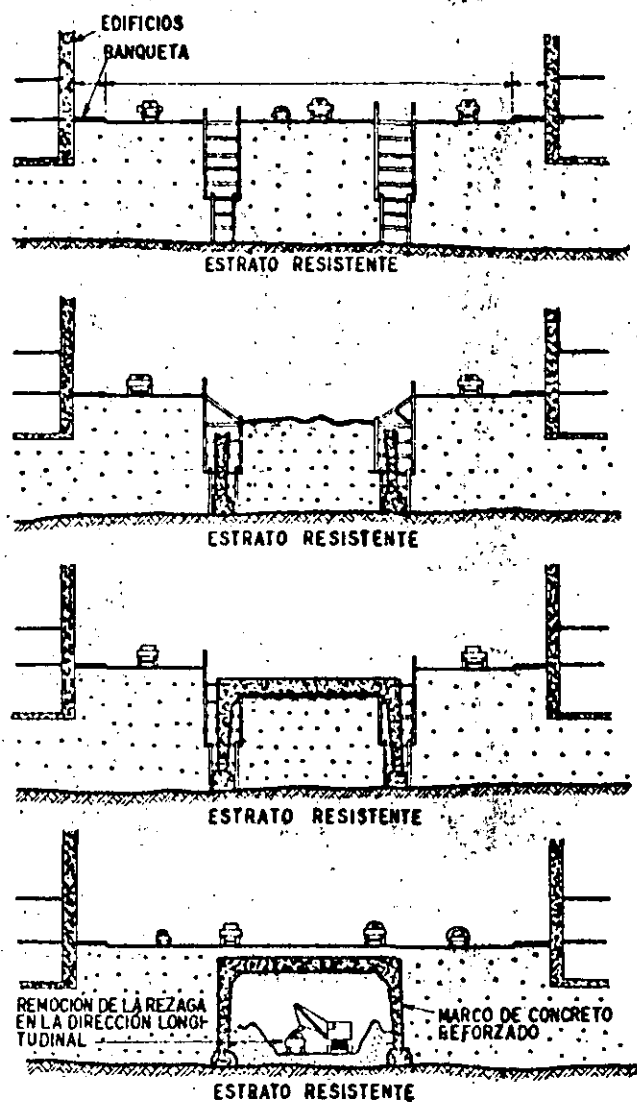 EDIFICIOS
BANQUETA
ESTRATO RESISTENTE
ESTRATO RESISTENTE
ESTRATO RESISTENTE
REMOCION DE LA REZAGA
EN LA DIRECCIÓN LONGI-
TUDINAL
MARCO DE CONCRETO
REFORZADO
ESTRATO RESISTENTE